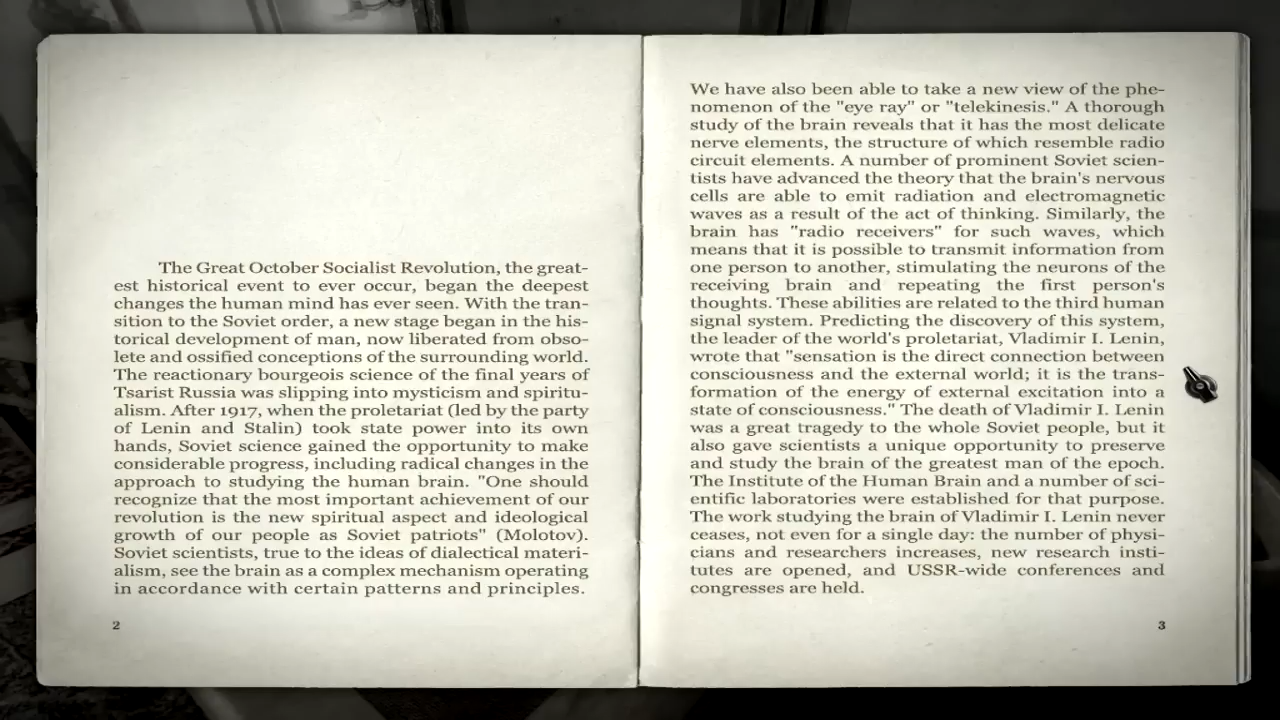 The Great October Socialist Revolution, the great-
est historical event to ever occur, began the deepest
changes the human mind has ever seen. With the tran-
sition to the Soviet order, a new stage began in the his-
torical development of man, now liberated from obso-
lete and ossified conceptions of the surrounding world.
The reactionary bourgeois science of the final years of
Tsarist Russia was slipping into mysticism and spiritu-
alism. After 1917, when the proletariat (led by the party
of Lenin and Stalin) took state power into its own
hands, Soviet science gained the opportunity to make
considerable progress, including radical changes in the
approach to studying the human brain. "One should
recognize that the most important achievement of our
revolution is the new spiritual aspect and ideological
growth of our people as Soviet patriots" (Molotov).
Soviet scientists, true to the ideas of dialectical materi-
alism, see the brain as a complex mechanism operating
in accordance with certain patterns and principles.
2
We have also been able to take a new view of the phe-
nomenon of the "eye ray" or "telekinesis." A thorough
study of the brain reveals that it has the most delicate
nerve elements, the structure of which resemble radio
circuit elements. A number of prominent Soviet scien-
tists have advanced the theory that the brain's nervous
cells are able to emit radiation and electromagnetic
waves as a result of the act of thinking. Similarly, the
brain has "radio receivers" for such waves, which
means that it is possible to transmit information from
one person to another, stimulating the neurons of the
receiving brain and repeating the first person's
thoughts. These abilities are related to the third human
signal system. Predicting the discovery of this system,
the leader of the world's proletariat, Vladimir I. Lenin,
wrote that "sensation is the direct connection between
consciousness and the external world; it is the trans-
formation of the energy of external excitation into a
state of consciousness." The death of Vladimir I. Lenin
was a great tragedy to the whole Soviet people, but it
also gave scientists a unique opportunity to preserve
and study the brain of the greatest man of the epoch.
The Institute of the Human Brain and a number of sci-
entific laboratories were established for that purpose.
The work studying the brain of Vladimir I. Lenin never
ceases, not even for a single day: the number of physi-
cians and researchers increases, new research insti-
tutes are opened, and USSR-wide conferences and
congresses are held.
3